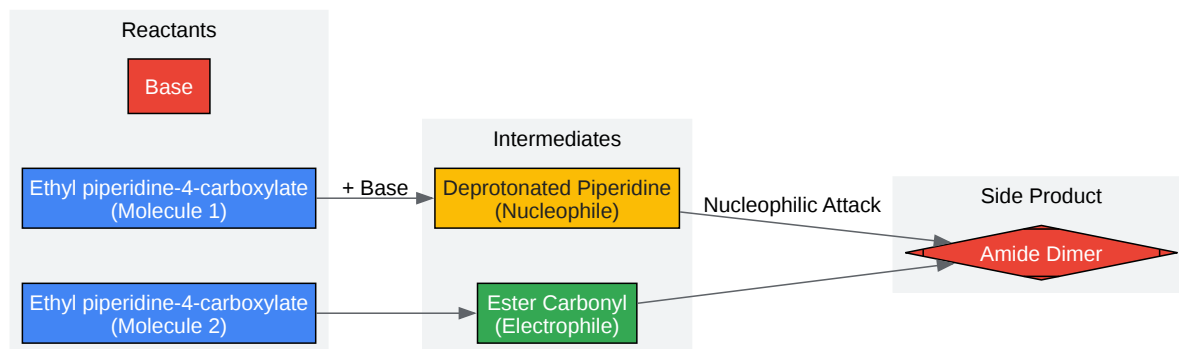 Reactants
Base
Ethyl piperidine-4-carboxylate
(Molecule 1)
+ Base
Ethyl piperidine-4-carboxylate
(Molecule 2)
Intermediates
Deprotonated Piperidine
(Nucleophile)
Ester Carbonyl
(Electrophile)
Nucleophilic Attack
Side Product
Amide Dimer